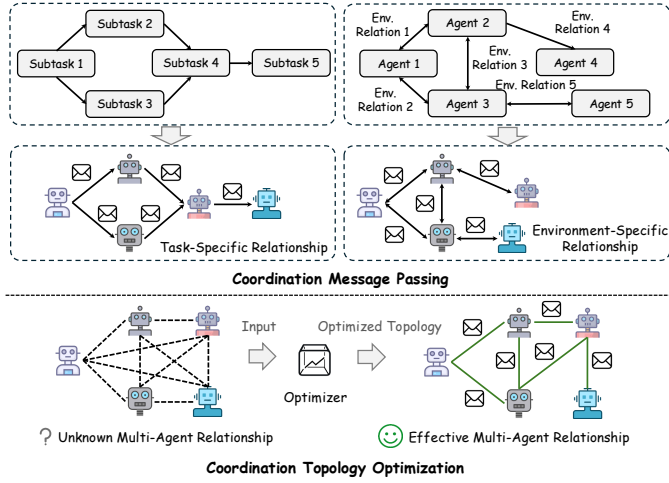 Subtask 2
Subtask 1
Subtask 4
Subtask 5
Subtask 3
Task-Specific Relationship
Env.
Relation 1
Agent 2
Env.
Relation 4
Agent 1
Env.
Relation 3
Agent 4
Env.
Relation 2
Env.
Relation 5
Agent 3
Agent 5
Environment-Specific
Relationship
Coordination Message Passing
Input
Optimized Topology
Optimizer
? Unknown Multi-Agent Relationship
Effective Multi-Agent Relationship
Coordination Topology Optimization